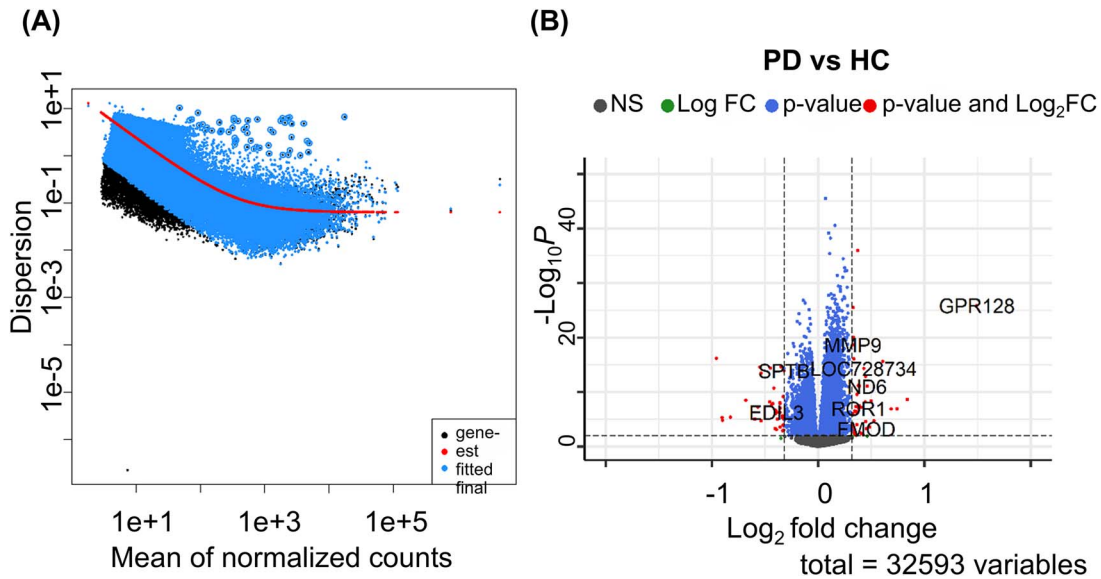 (A)
Dispersion
1e+1
1e-1
1e-3
1e-5
1e+1
1e+3
1e+5
Mean of normalized counts
gene-
est
fitted
final
(B)
PD vs HC
NS
Log FC
p-value
p-value and Log2FC
-Log10P
40
20
0
GPR128
MMP9
SPTB
LOC728734
ND6
EDIL3
ROR1
FMOD
-1
0
1
Log2 fold change
total = 32593 variables